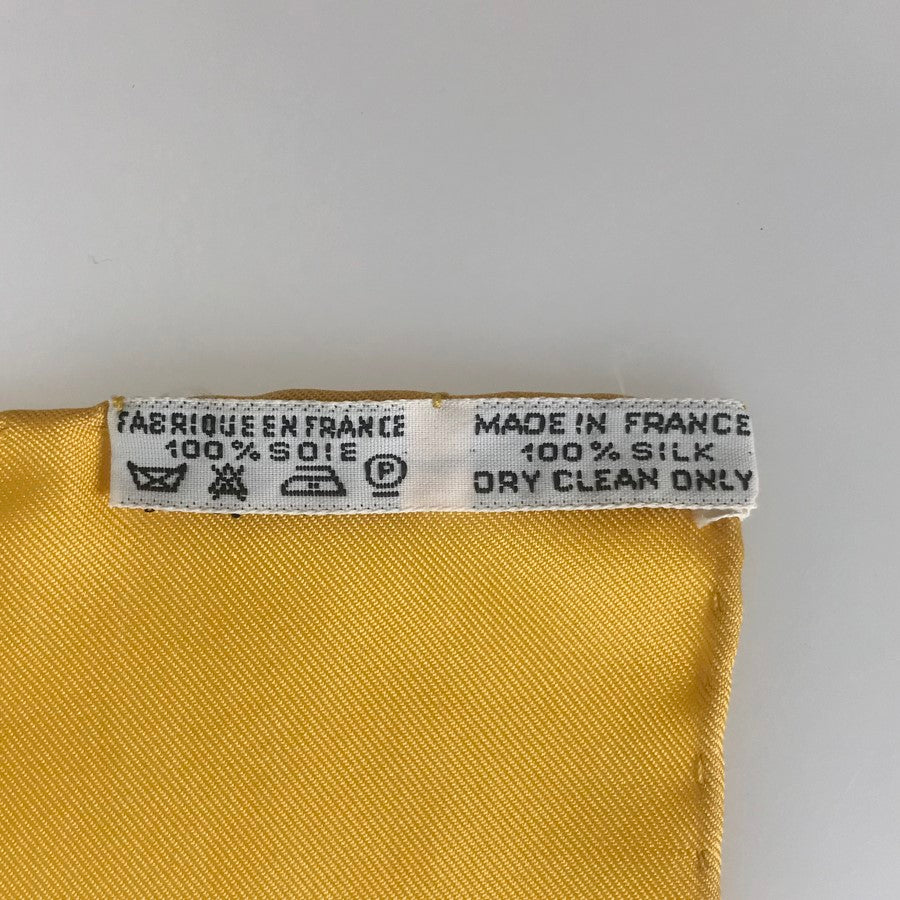 FABRIQUE EN FRANCE
100% SOIE
P
MADE IN FRANCE
100% SILK
DRY CLEAN ONLY